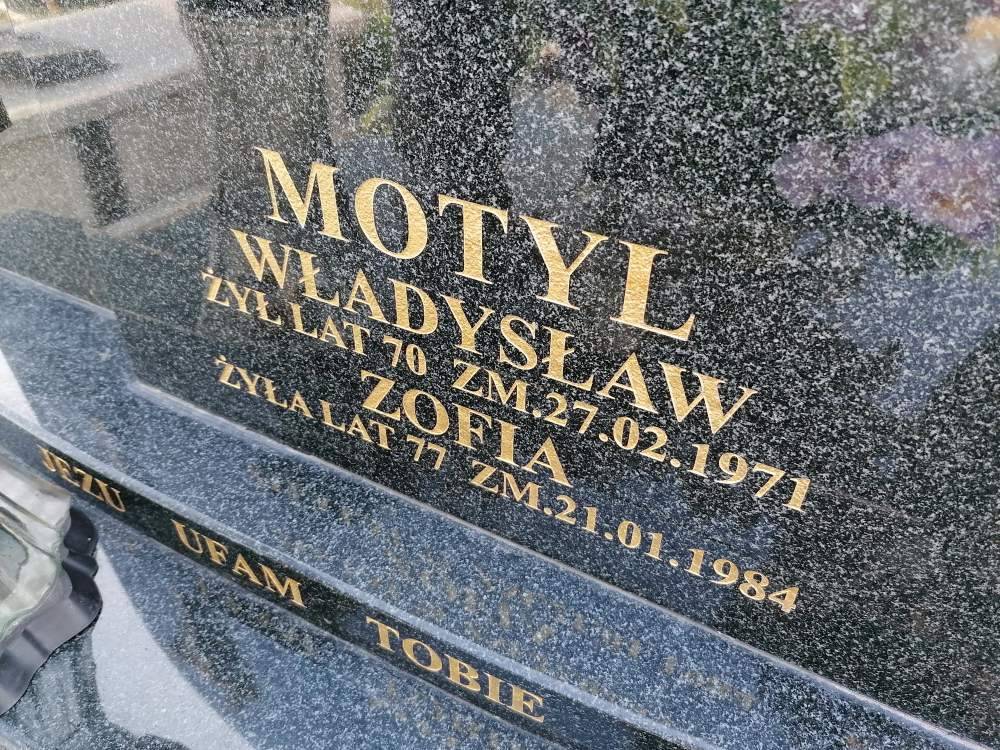 MOTYL
WŁADYSŁAW
ŻYŁ LAT 70 ZM.27.02.1971
ZOFIA
ŻYŁA LAT 77 ZM.21.01.1984
JEZU UFAM TOBIE